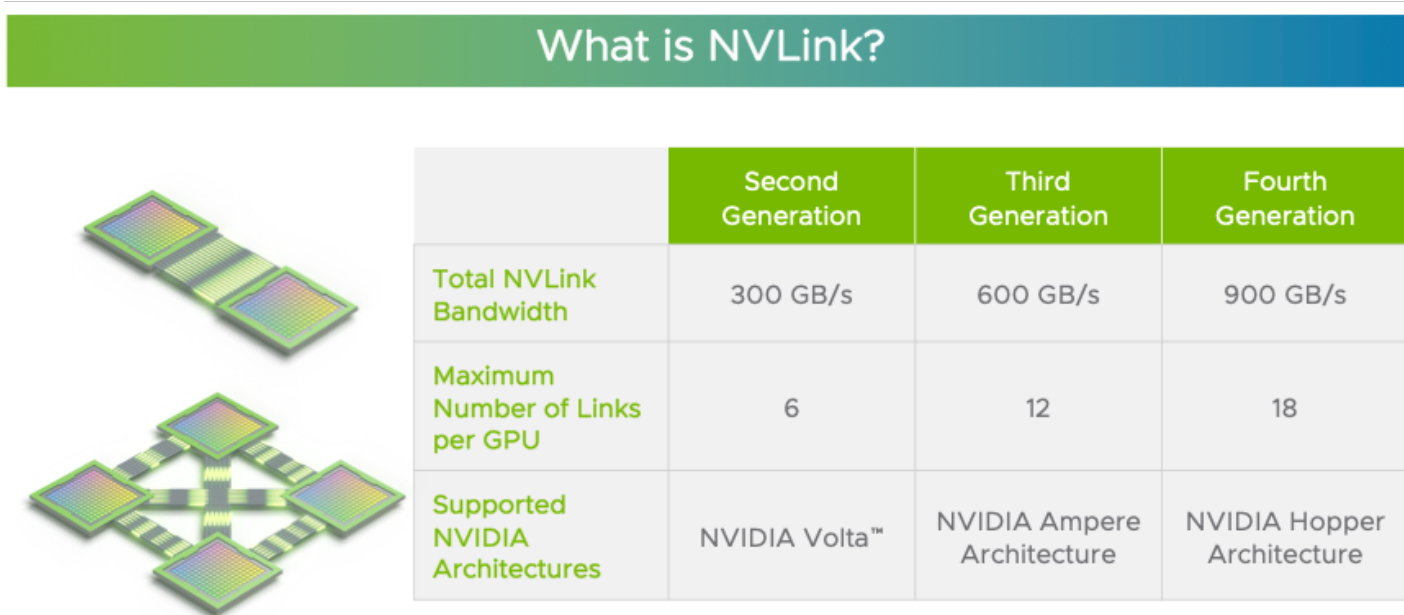 What is NVLink?
Second
Generation
Third
Generation
Fourth
Generation
Total NVLink
Bandwidth
300 GB/s
600 GB/s
900 GB/s
Maximum
Number of Links
per GPU
6
12
18
Supported
NVIDIA
Architectures
NVIDIA Volta™
NVIDIA Ampere
Architecture
NVIDIA Hopper
Architecture